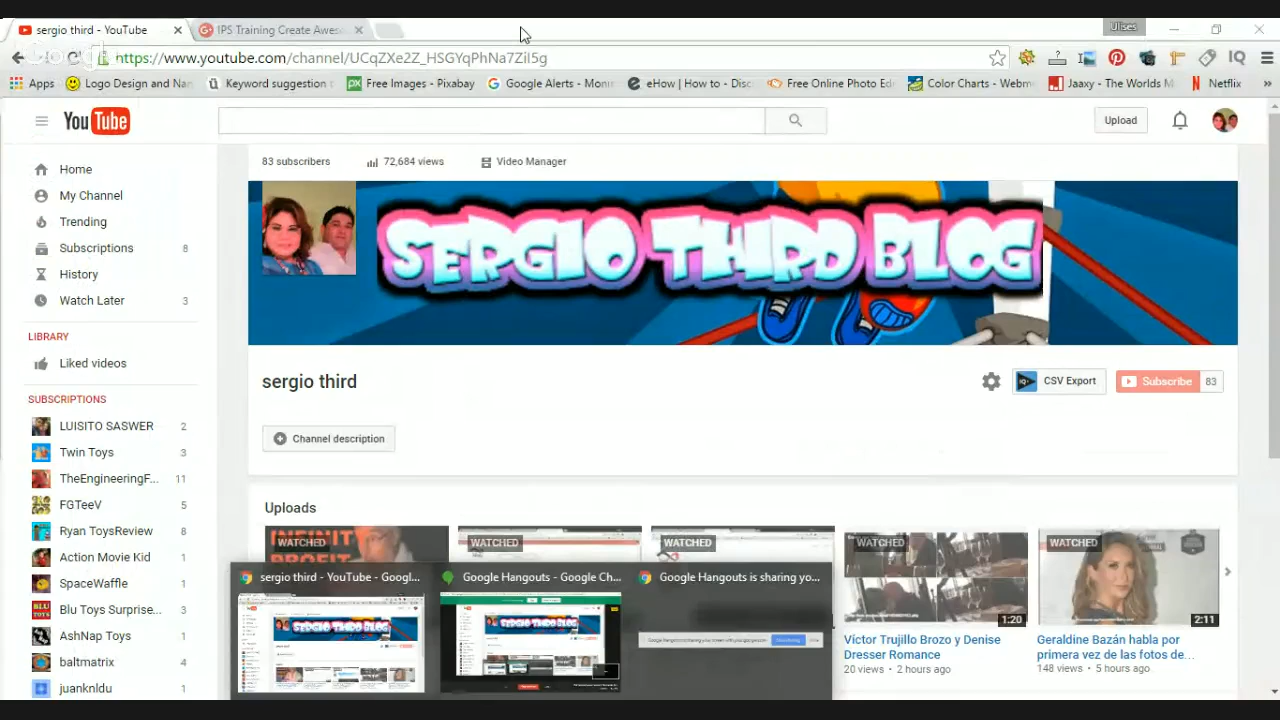 sergio third - YouTube
IPS Training Create Awes
Ulises
https://www.youtube.com/channel/UCqZXe2Z_HSGYqPhNa7Zil5g
Apps
Logo Design and Nan
Keyword suggestion t
Free Images - Pixabay
Google Alerts - Moni
eHow | How to - Disc
Free Online Photo Edi
Color Charts - Webm
Jaaxy - The Worlds M
Netflix
YouTube
Upload
Home
My Channel
Trending
Subscriptions 8
History
Watch Later 3
LIBRARY
Liked videos
SUBSCRIPTIONS
LUISITO SASWER 2
Twin Toys 3
TheEngineeringF... 11
FGTeeV 5
Ryan ToysReview 8
Action Movie Kid 1
SpaceWaffle 1
Blu Toys Surprise... 3
AshNap Toys 1
baltmatrix 4
juanknldu 1
83 subscribers
72,684 views
Video Manager
SERGIO THIRD BLOG
sergio third
CSV Export
Subscribe 83
Channel description
Uploads
INFINIT
PROFIT
WATCHED
WATCHED
WATCHED
WATCHED
WATCHED
1:20
2:11
Victor Trujillo Brozo y Denise
Dresser Romance
20 views • 2 hours ago
Geraldine Bazán habla por
primera vez de las fotos de...
148 views • 5 hours ago
sergio third - YouTube - Googl...
Google Hangouts - Google Ch...
Google Hangouts is sharing yo...
SERGIO THIRD BLOG
SERGIO THIRD BLOG